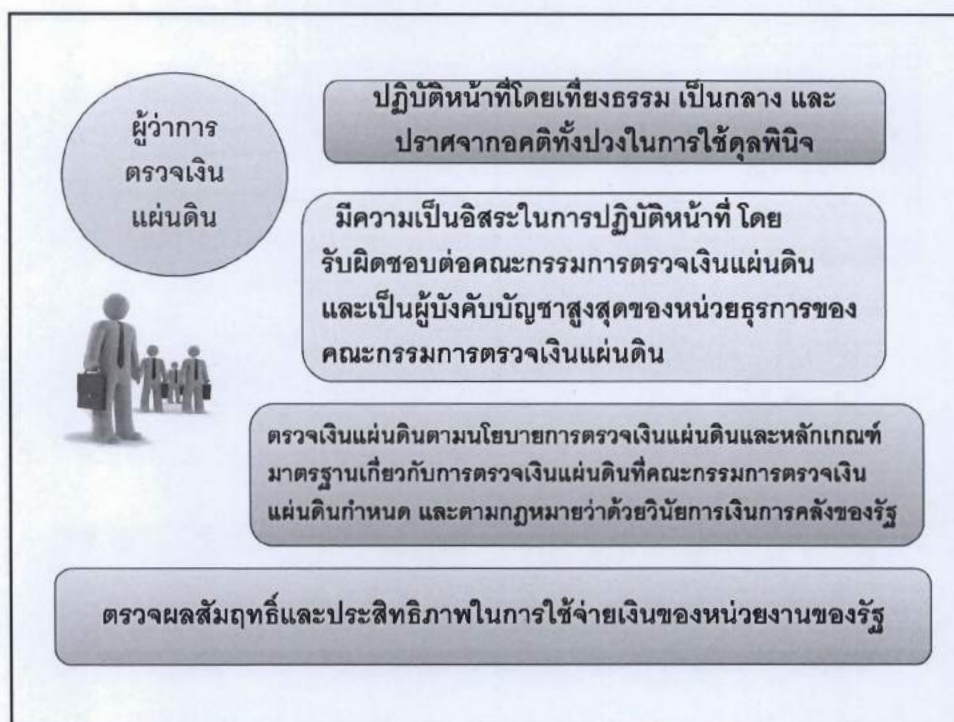 ผู้ว่าการ
ตรวจเงิน
แผ่นดิน
ปฏิบัติหน้าที่โดยเที่ยงธรรม เป็นกลาง และ
ปราศจากอคติทั้งปวงในการใช้ดุลพินิจ
มีความเป็นอิสระในการปฏิบัติหน้าที่ โดย
รับผิดชอบต่อคณะกรรมการตรวจเงินแผ่นดิน
และเป็นผู้บังคับบัญชาสูงสุดของหน่วยธุรการของ
คณะกรรมการตรวจเงินแผ่นดิน
ตรวจเงินแผ่นดินตามนโยบายการตรวจเงินแผ่นดินและหลักเกณฑ์
มาตรฐานเกี่ยวกับการตรวจเงินแผ่นดินที่คณะกรรมการตรวจเงิน
แผ่นดินกำหนด และตามกฎหมายว่าด้วยวินัยการเงินการคลังของรัฐ
ตรวจผลสัมฤทธิ์และประสิทธิภาพในการใช้จ่ายเงินของหน่วยงานของรัฐ